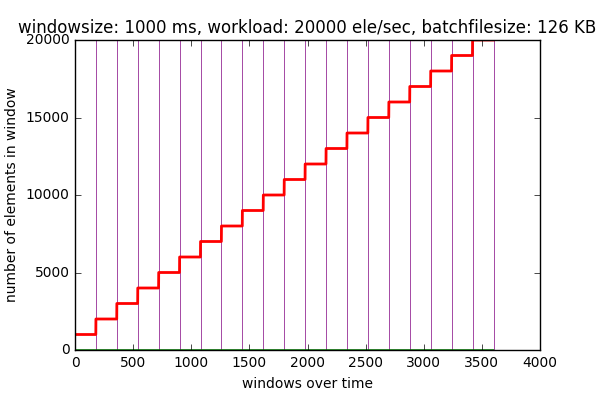 windowsize: 1000 ms, workload: 20000 ele/sec, batchfilesize: 126 KB
20000
15000
10000
5000
0
number of elements in window
0 500 1000 1500 2000 2500 3000 3500 4000
windows over time